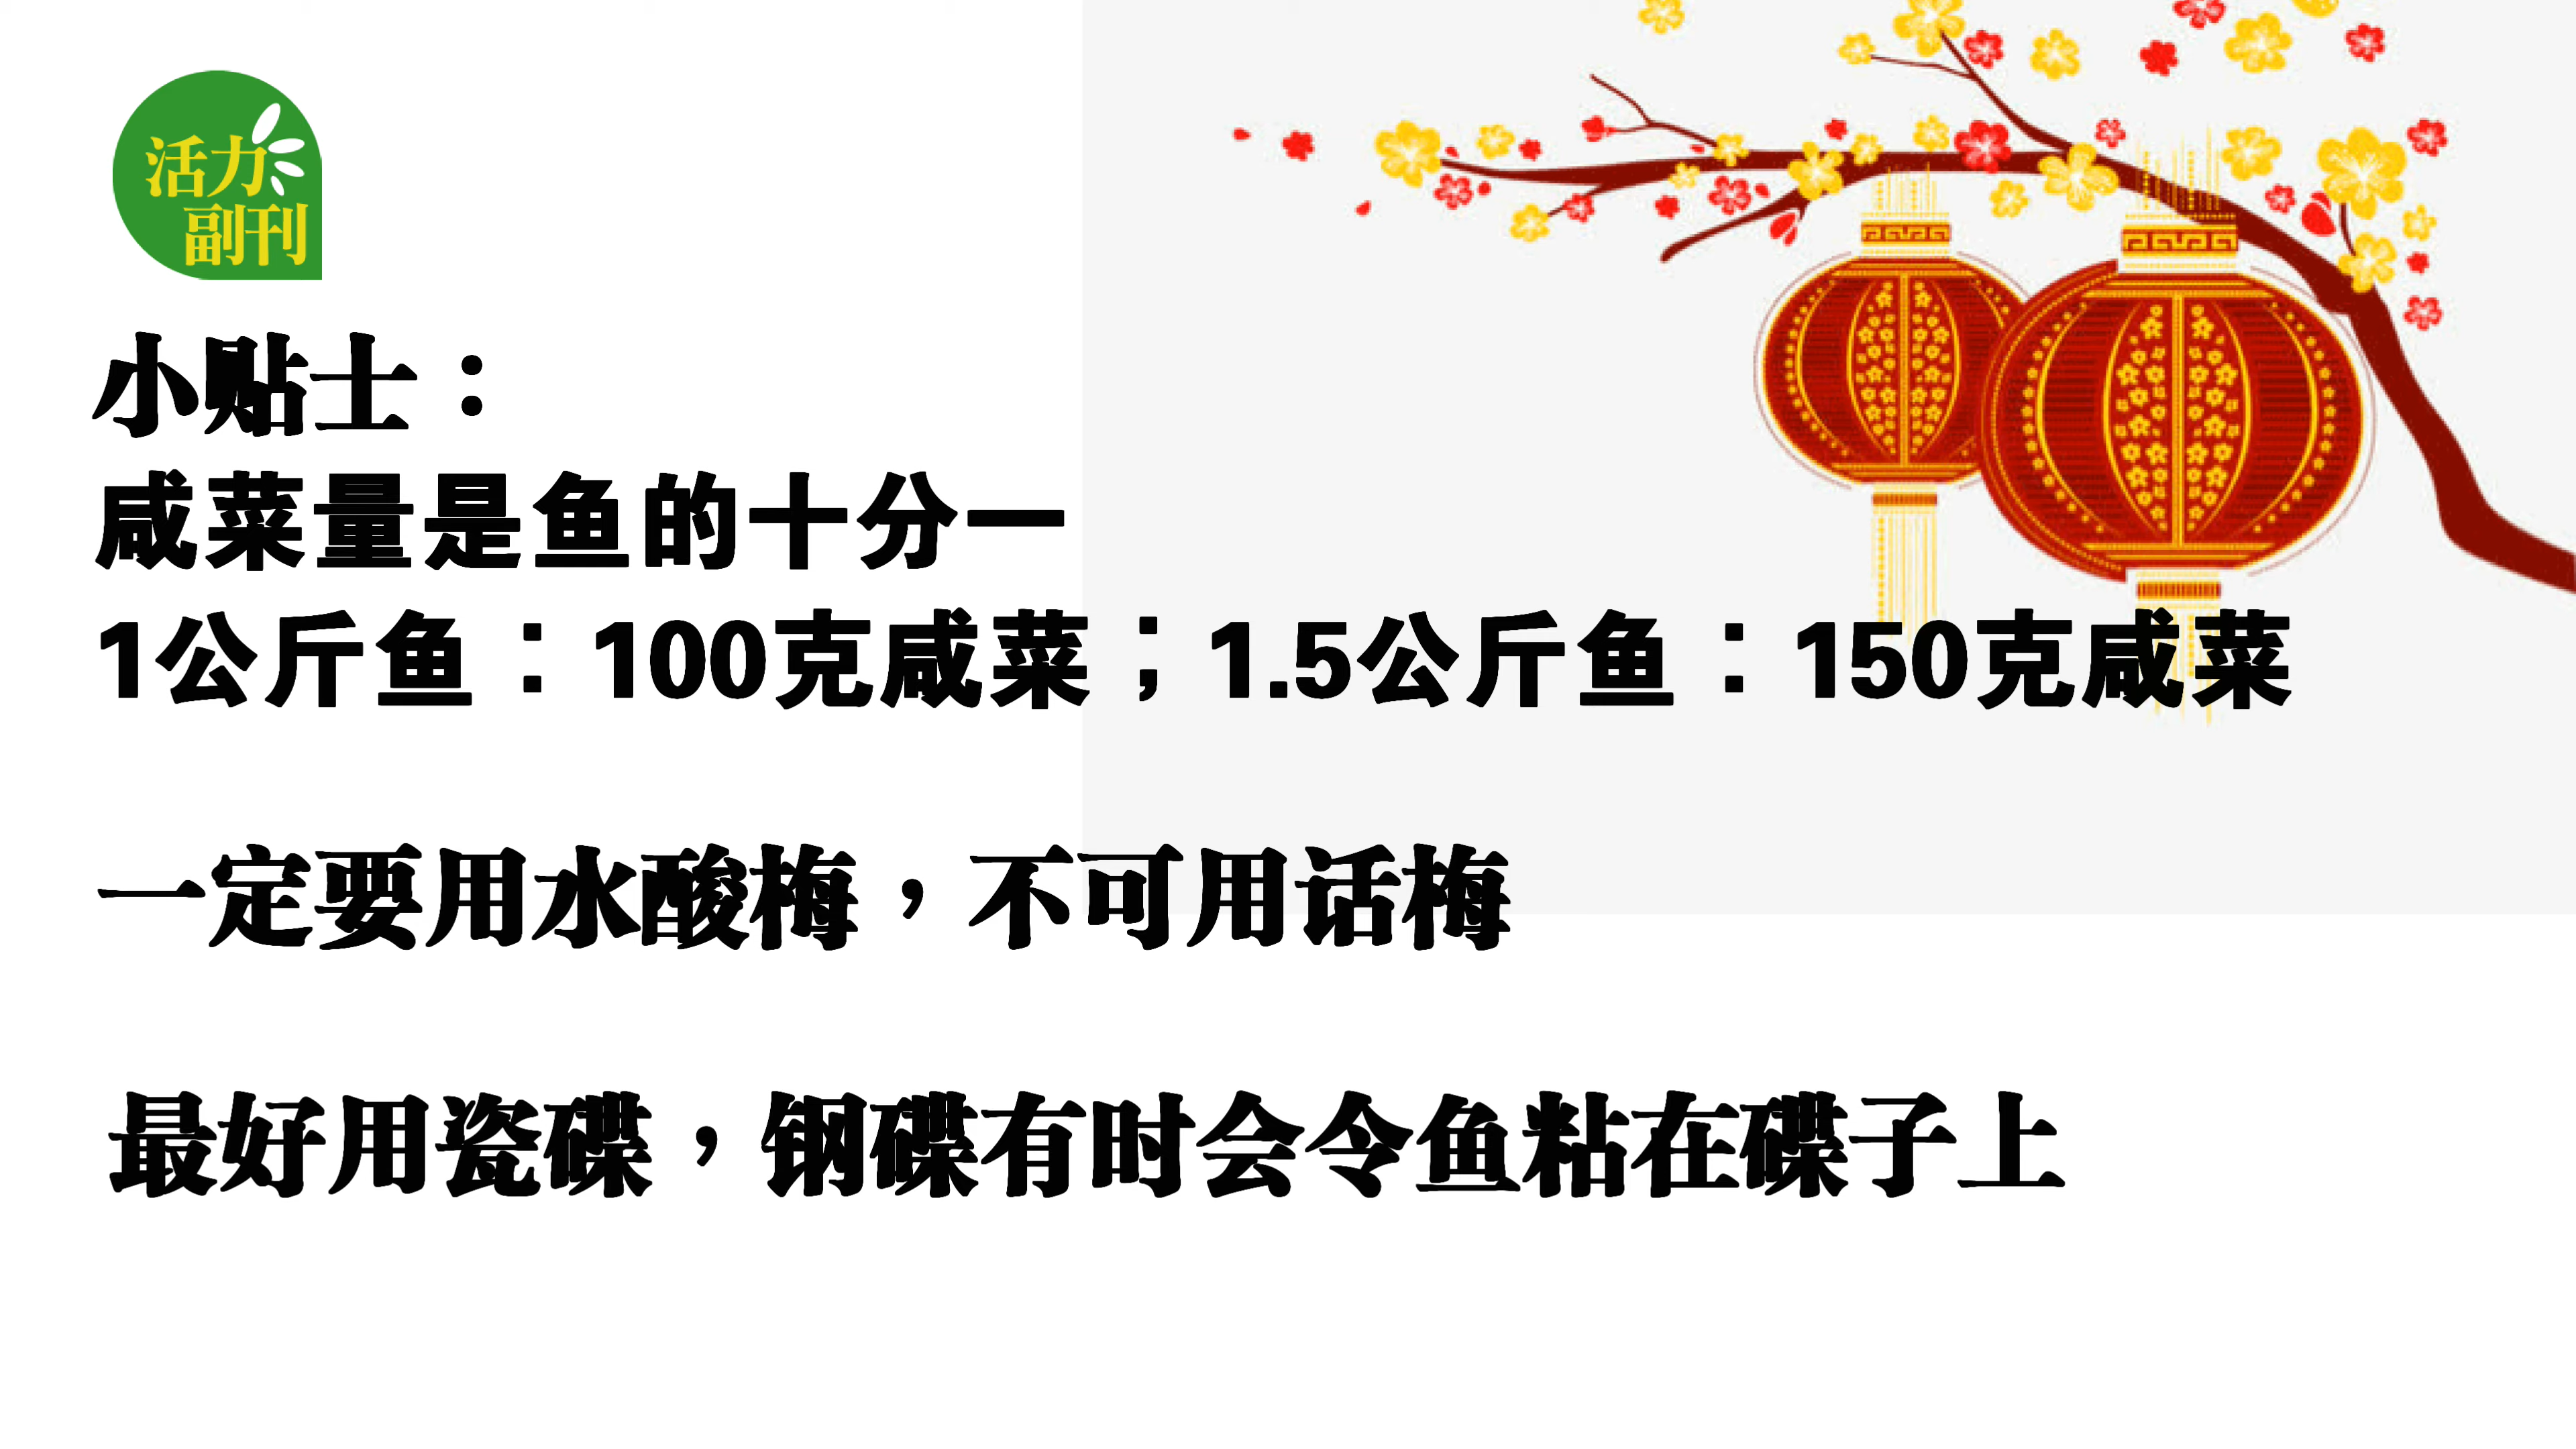 活力
副刊
小贴士：
咸菜量是鱼的十分一
1公斤鱼：100克咸菜；1.5公斤鱼：150克咸菜
一定要用水酸梅，不可用话梅
最好用瓷碟，钢碟有时会令鱼粘在碟子上